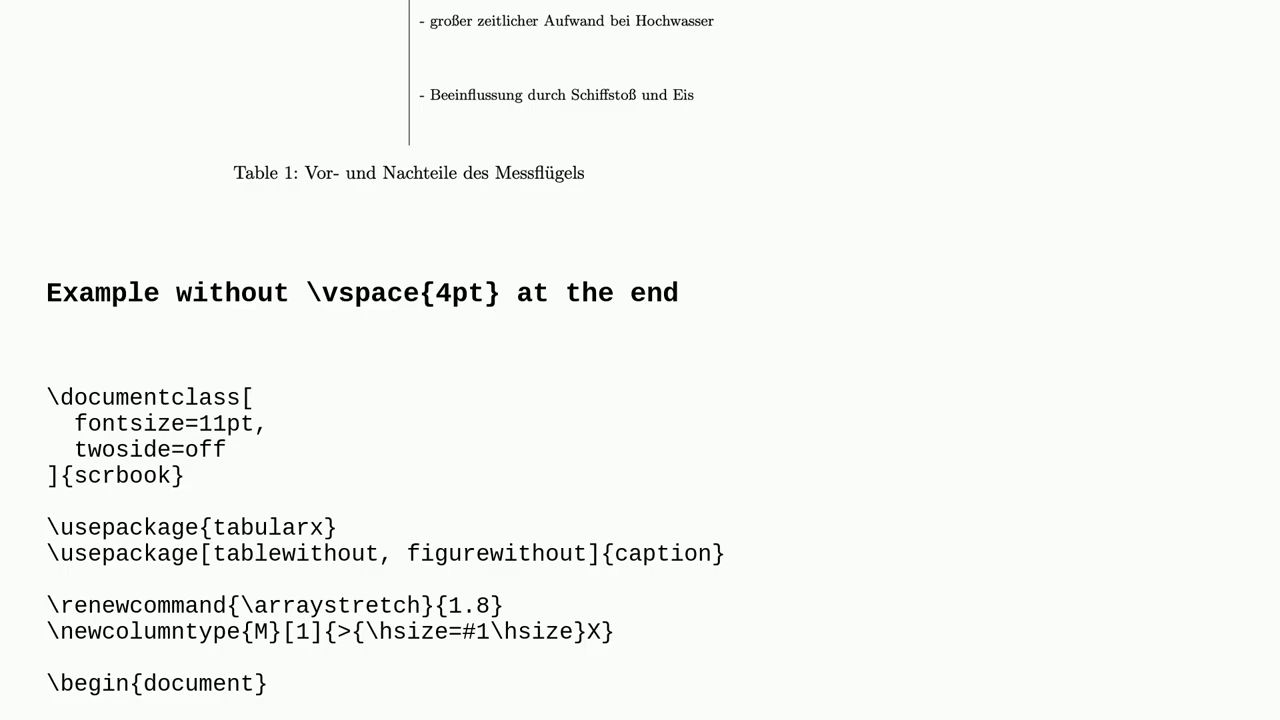 - großer zeitlicher Aufwand bei Hochwasser
- Beeinflussung durch Schiffstoß und Eis
Table 1: Vor- und Nachteile des Messflügels
Example without \vspace{4pt} at the end
\documentclass[
  fontsize=11pt,
  twoside=off
]{scrbook}
\usepackage{tabularx}
\usepackage[tablewithout, figurewithout]{caption}
\renewcommand{\arraystretch}{1.8}
\newcolumntype{M}[1]{>{\hsize=#1\hsize}X}
\begin{document}